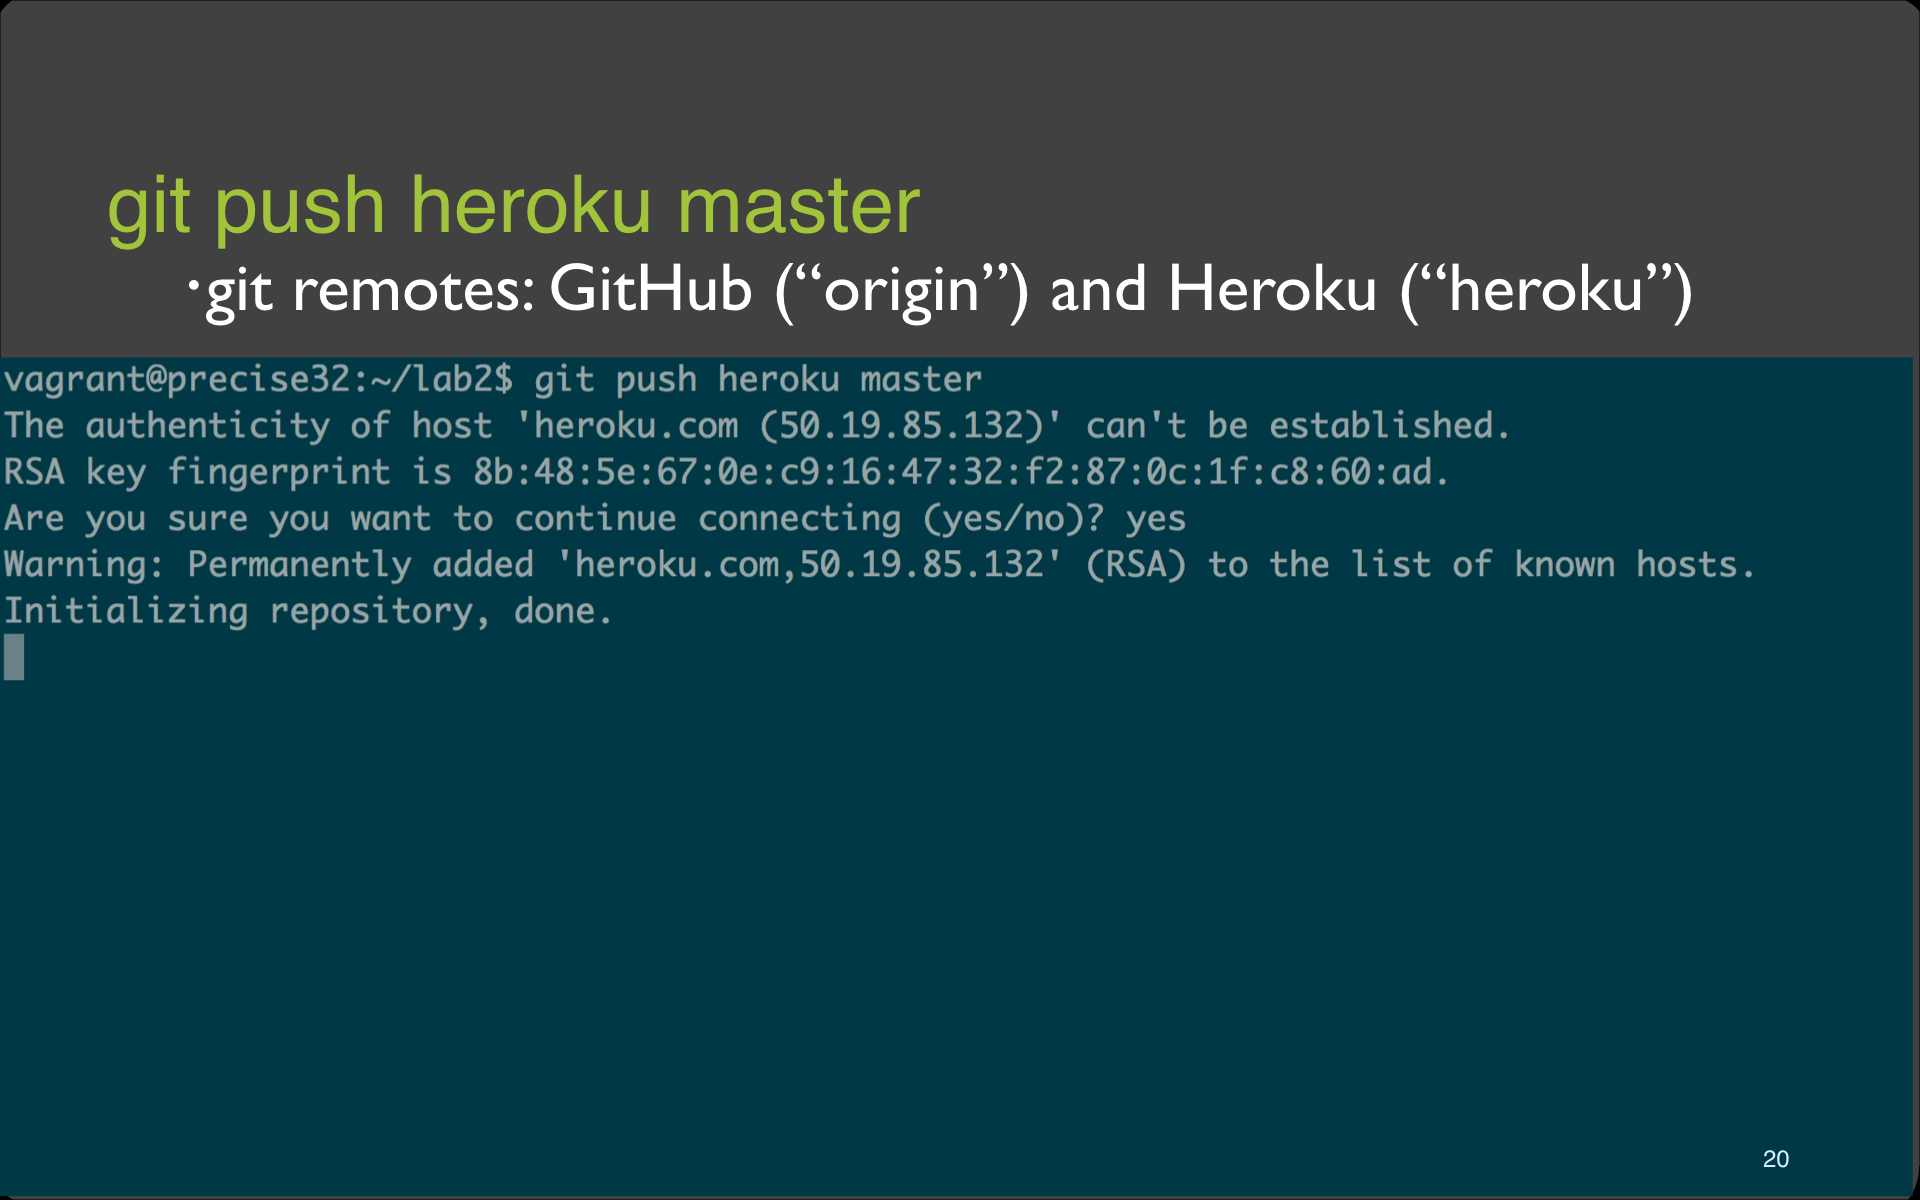 git push heroku master
•git remotes: GitHub (“origin”) and Heroku (“heroku”)
vagrant@precise32:~/lab2$ git push heroku master
The authenticity of host 'heroku.com (50.19.85.132)' can't be established.
RSA key fingerprint is 8b:48:5e:67:0e:c9:16:47:32:f2:87:0c:1f:c8:60:ad.
Are you sure you want to continue connecting (yes/no)? yes
Warning: Permanently added 'heroku.com,50.19.85.132' (RSA) to the list of known hosts.
Initializing repository, done.
20